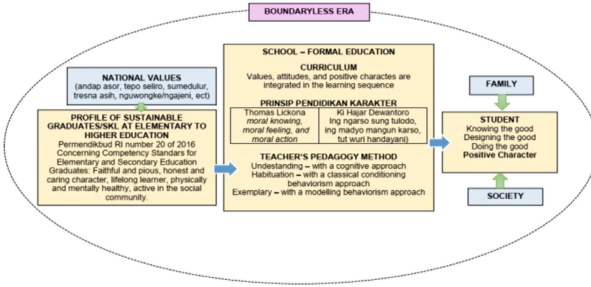 BOUNDARYLESS ERA
NATIONAL VALUES
(andap asor, tepo seliro, sumedulur,
tresna asih, nguwongke/ngajeni, ect)
PROFILE OF SUSTAINABLE
GRADUATES/SKL AT ELEMENTARY TO
HIGHER EDUCATION
Permendikbud RI number 20 of 2016
Concerning Competency Standars for
Elementary and Secondary Education
Graduates: Faithful and pious, honest and
caring character, lifelong learner, physically
and mentally healthy, active in the social
community.
SCHOOL – FORMAL EDUCATION
CURRICULUM
Values, attitudes, and positive charactes are
integrated in the learning sequence
PRINSIP PENDIDIKAN KARAKTER
Thomas Lickona
moral knowing,
moral feeling, and
moral action
Ki Hajar Dewantoro
Ing ngarso sung tulodo,
ing madyo mangun karso,
tut wuri handayani)
TEACHER'S PEDAGOGY METHOD
Undestanding – with a cognitive approach
Habituation – with a classical conditioning
behaviorism approach
Exemplary – with a modelling behaviorism approach
FAMILY
STUDENT
Knowing the good
Designing the good
Doing the good
Positive Character
SOCIETY